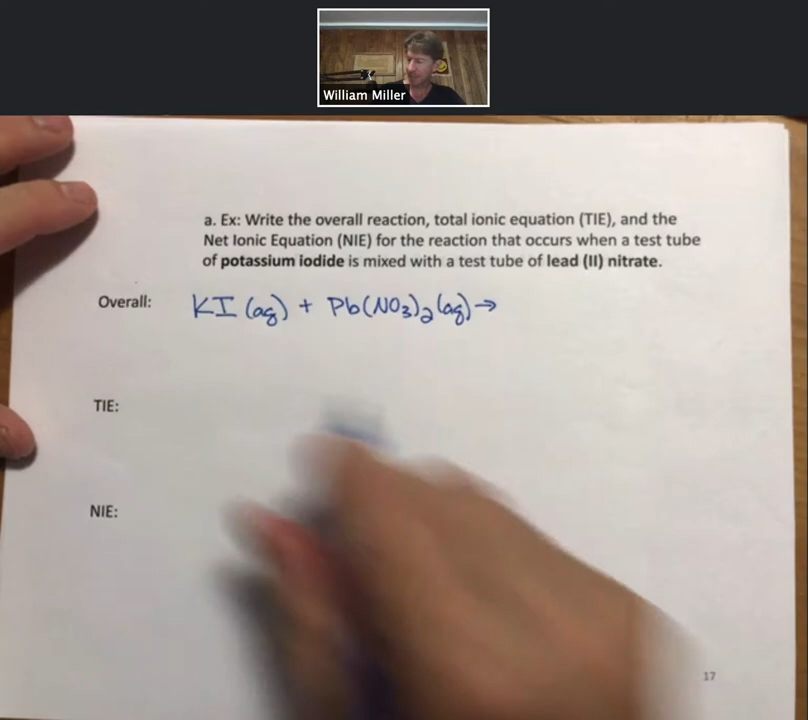 William Miller
a. Ex: Write the overall reaction, total ionic equation (TIE), and the
Net Ionic Equation (NIE) for the reaction that occurs when a test tube
of potassium iodide is mixed with a test tube of lead (II) nitrate.
Overall: KI (aq) + Pb(NO₃)₂(aq) →
TIE:
NIE:
17